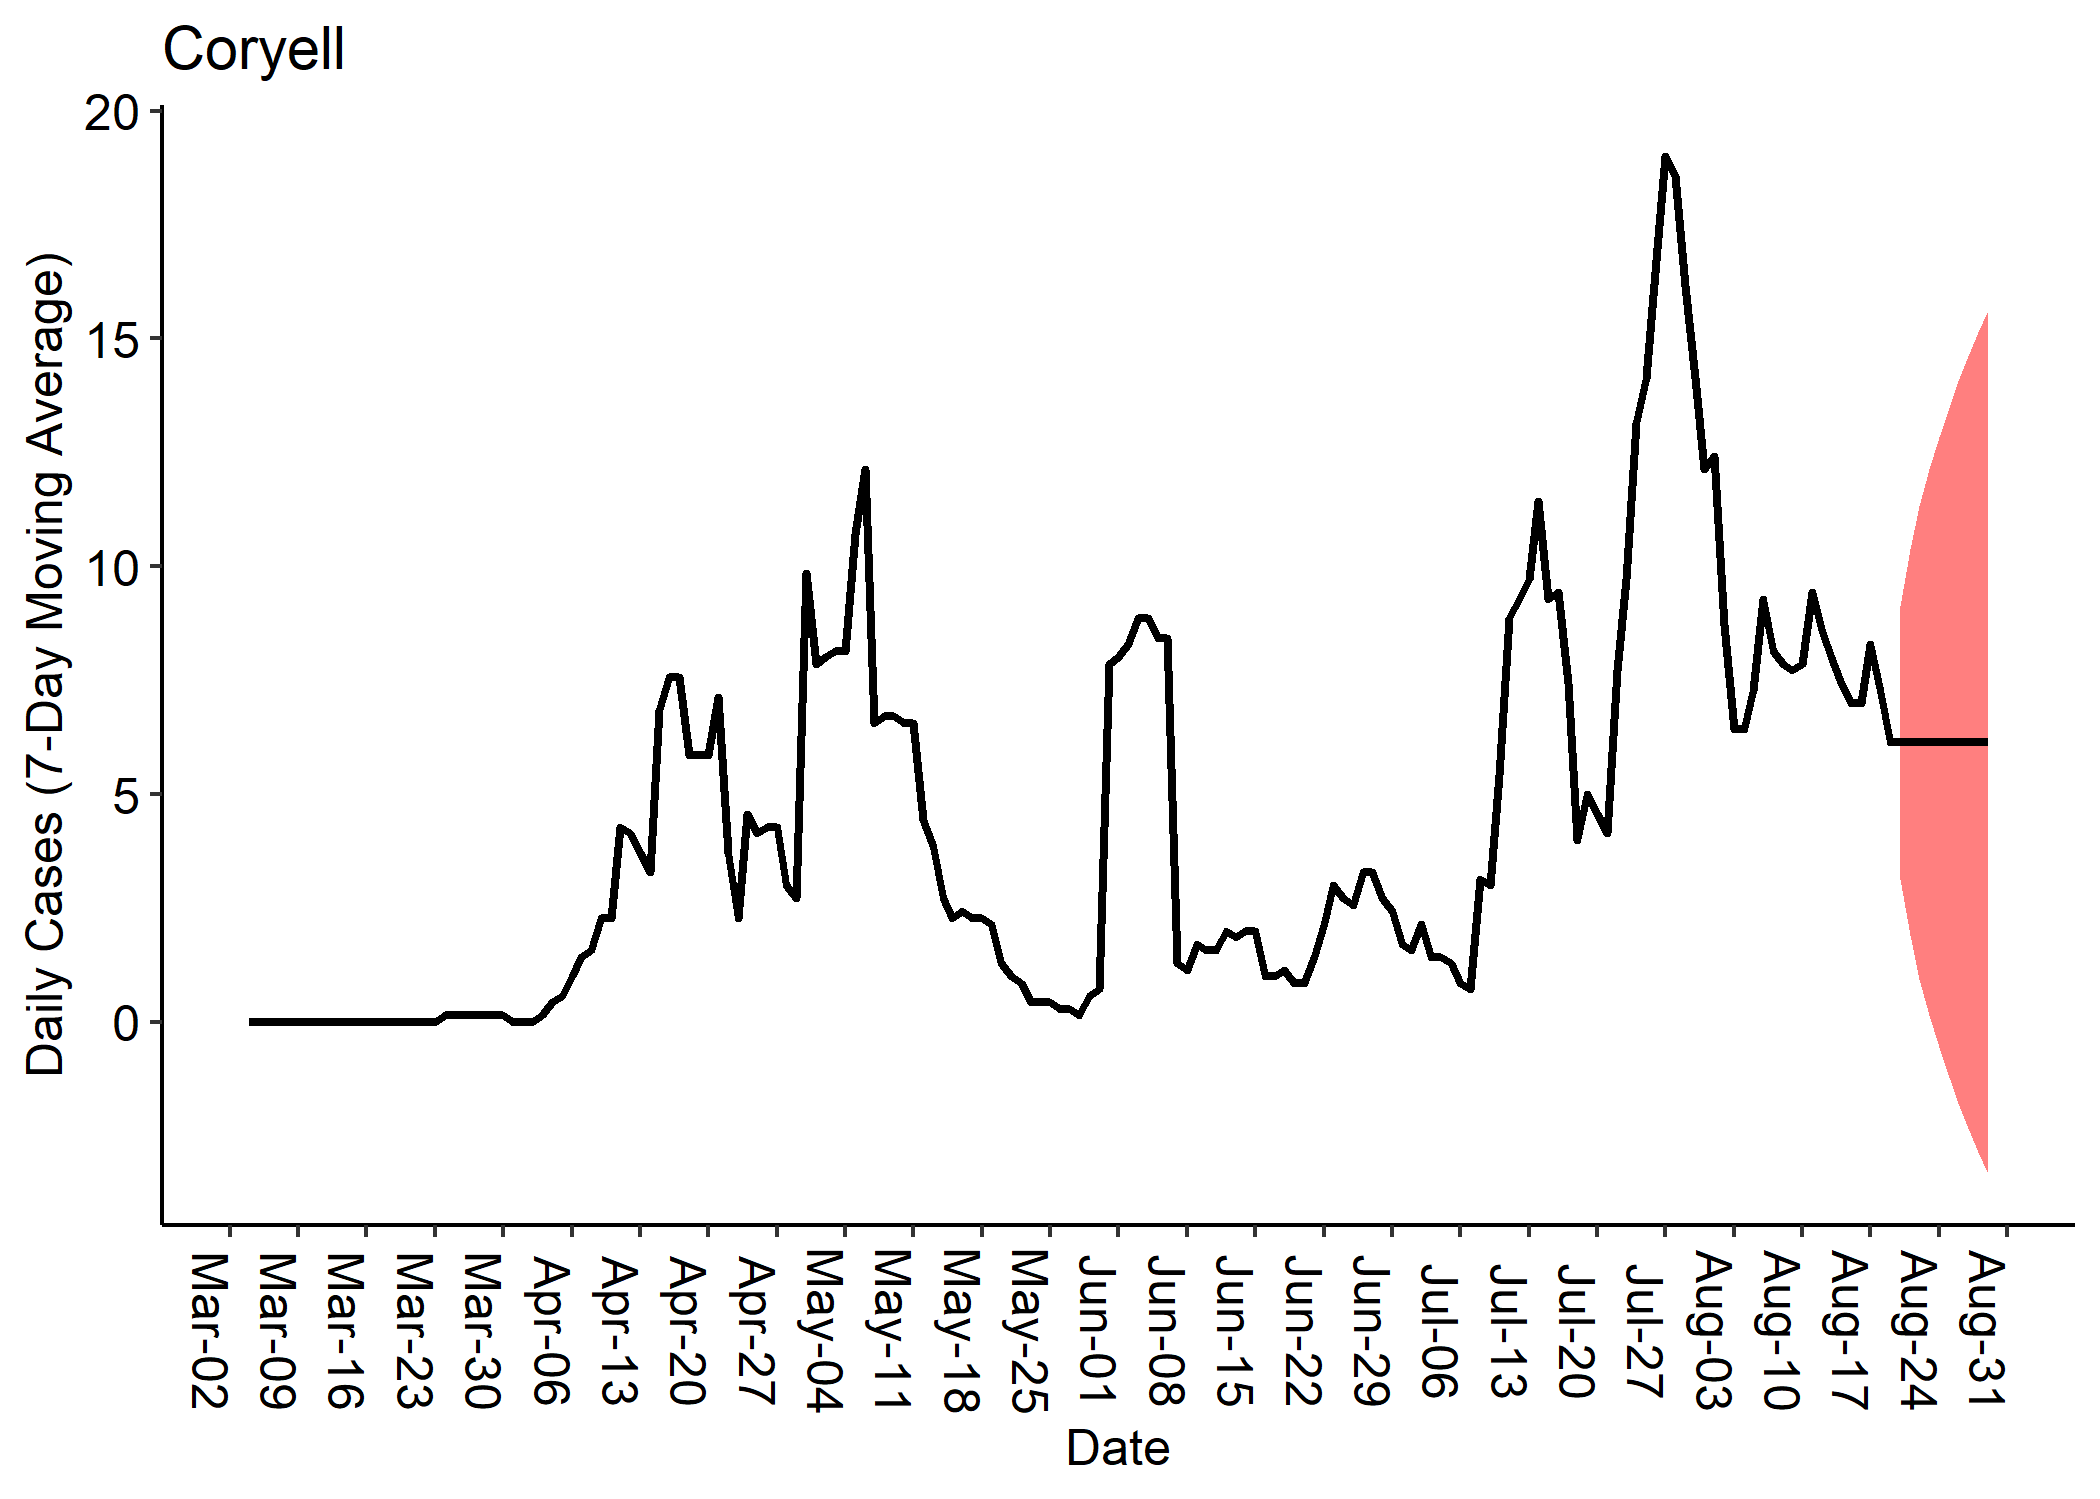 Coryell
Daily Cases (7-Day Moving Average)
20
15
10
5
0
Mar-02
Mar-09
Mar-16
Mar-23
Mar-30
Apr-06
Apr-13
Apr-20
Apr-27
May-04
May-11
May-18
May-25
Jun-01
Jun-08
Jun-15
Jun-22
Jun-29
Jul-06
Jul-13
Jul-20
Jul-27
Aug-03
Aug-10
Aug-17
Aug-24
Aug-31
Date